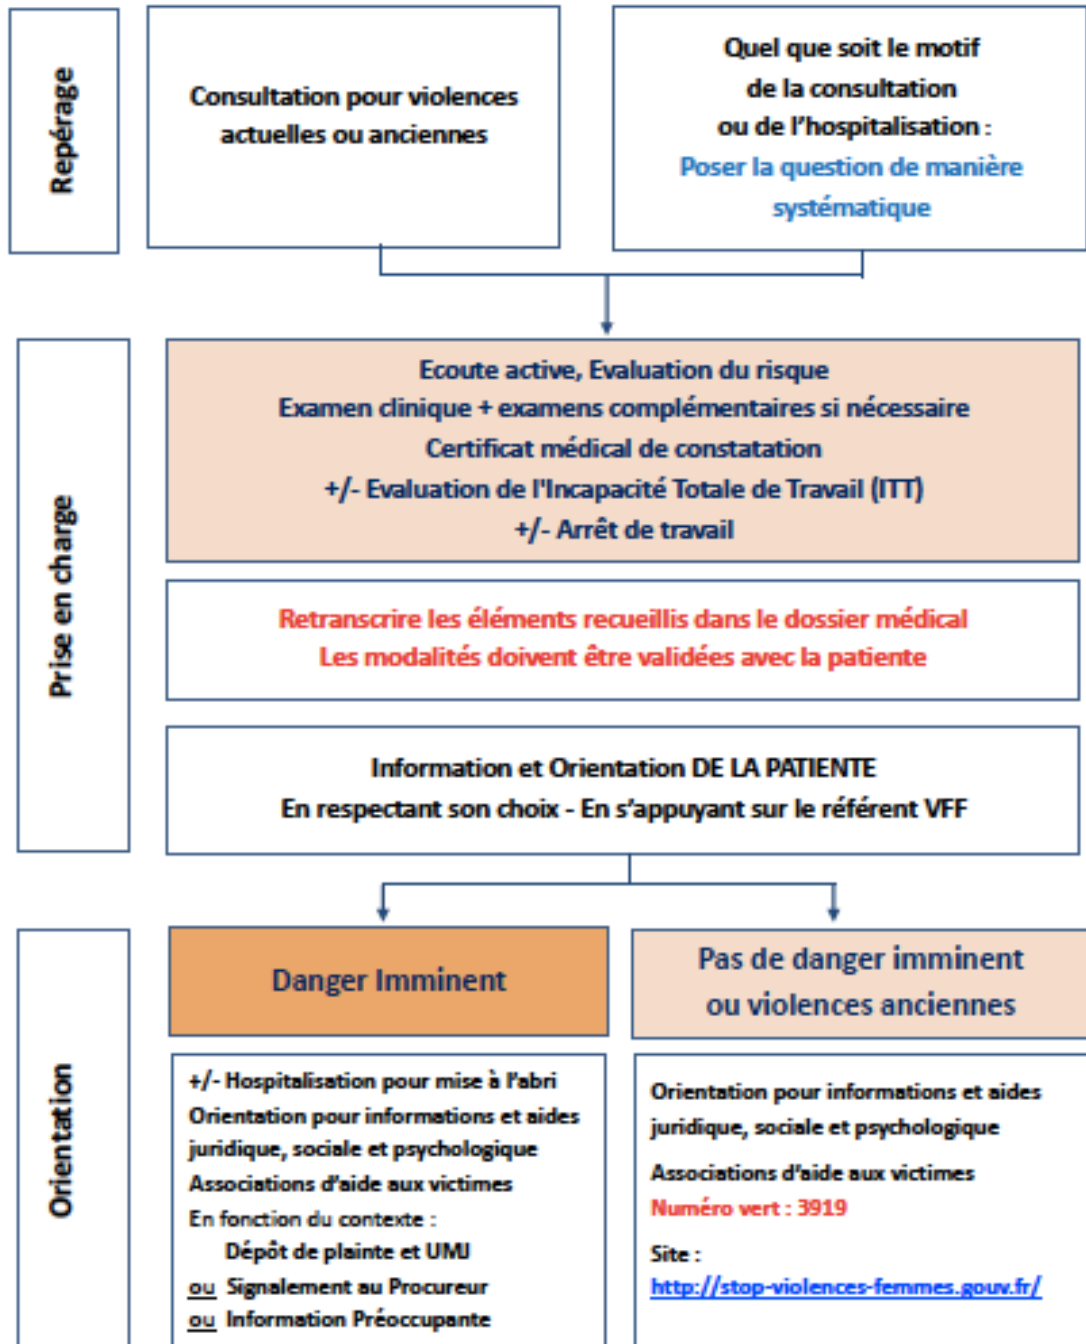 Repérage
Consultation pour violences
actuelles ou anciennes
Quel que soit le motif
de la consultation
ou de l'hospitalisation :
Poser la question de manière
systématique
Prise en charge
Ecoute active, Evaluation du risque
Examen clinique + examens complémentaires si nécessaire
Certificat médical de constatation
+/- Evaluation de l'Incapacité Totale de Travail (ITT)
+/- Arrêt de travail
Retranscrire les éléments recueillis dans le dossier médical
Les modalités doivent être validées avec la patiente
Information et Orientation DE LA PATIENTE
En respectant son choix - En s'appuyant sur le référent VFF
Orientation
Danger Imminent
+/- Hospitalisation pour mise à l'abri
Orientation pour informations et aides
juridique, sociale et psychologique
Associations d'aide aux victimes
En fonction du contexte :
Dépôt de plainte et UMJ
ou Signalement au Procureur
ou Information Préoccupante
Pas de danger imminent
ou violences anciennes
Orientation pour informations et aides
juridique, sociale et psychologique
Associations d'aide aux victimes
Numéro vert : 3919
Site :
http://stop-violences-femmes.gouv.fr/